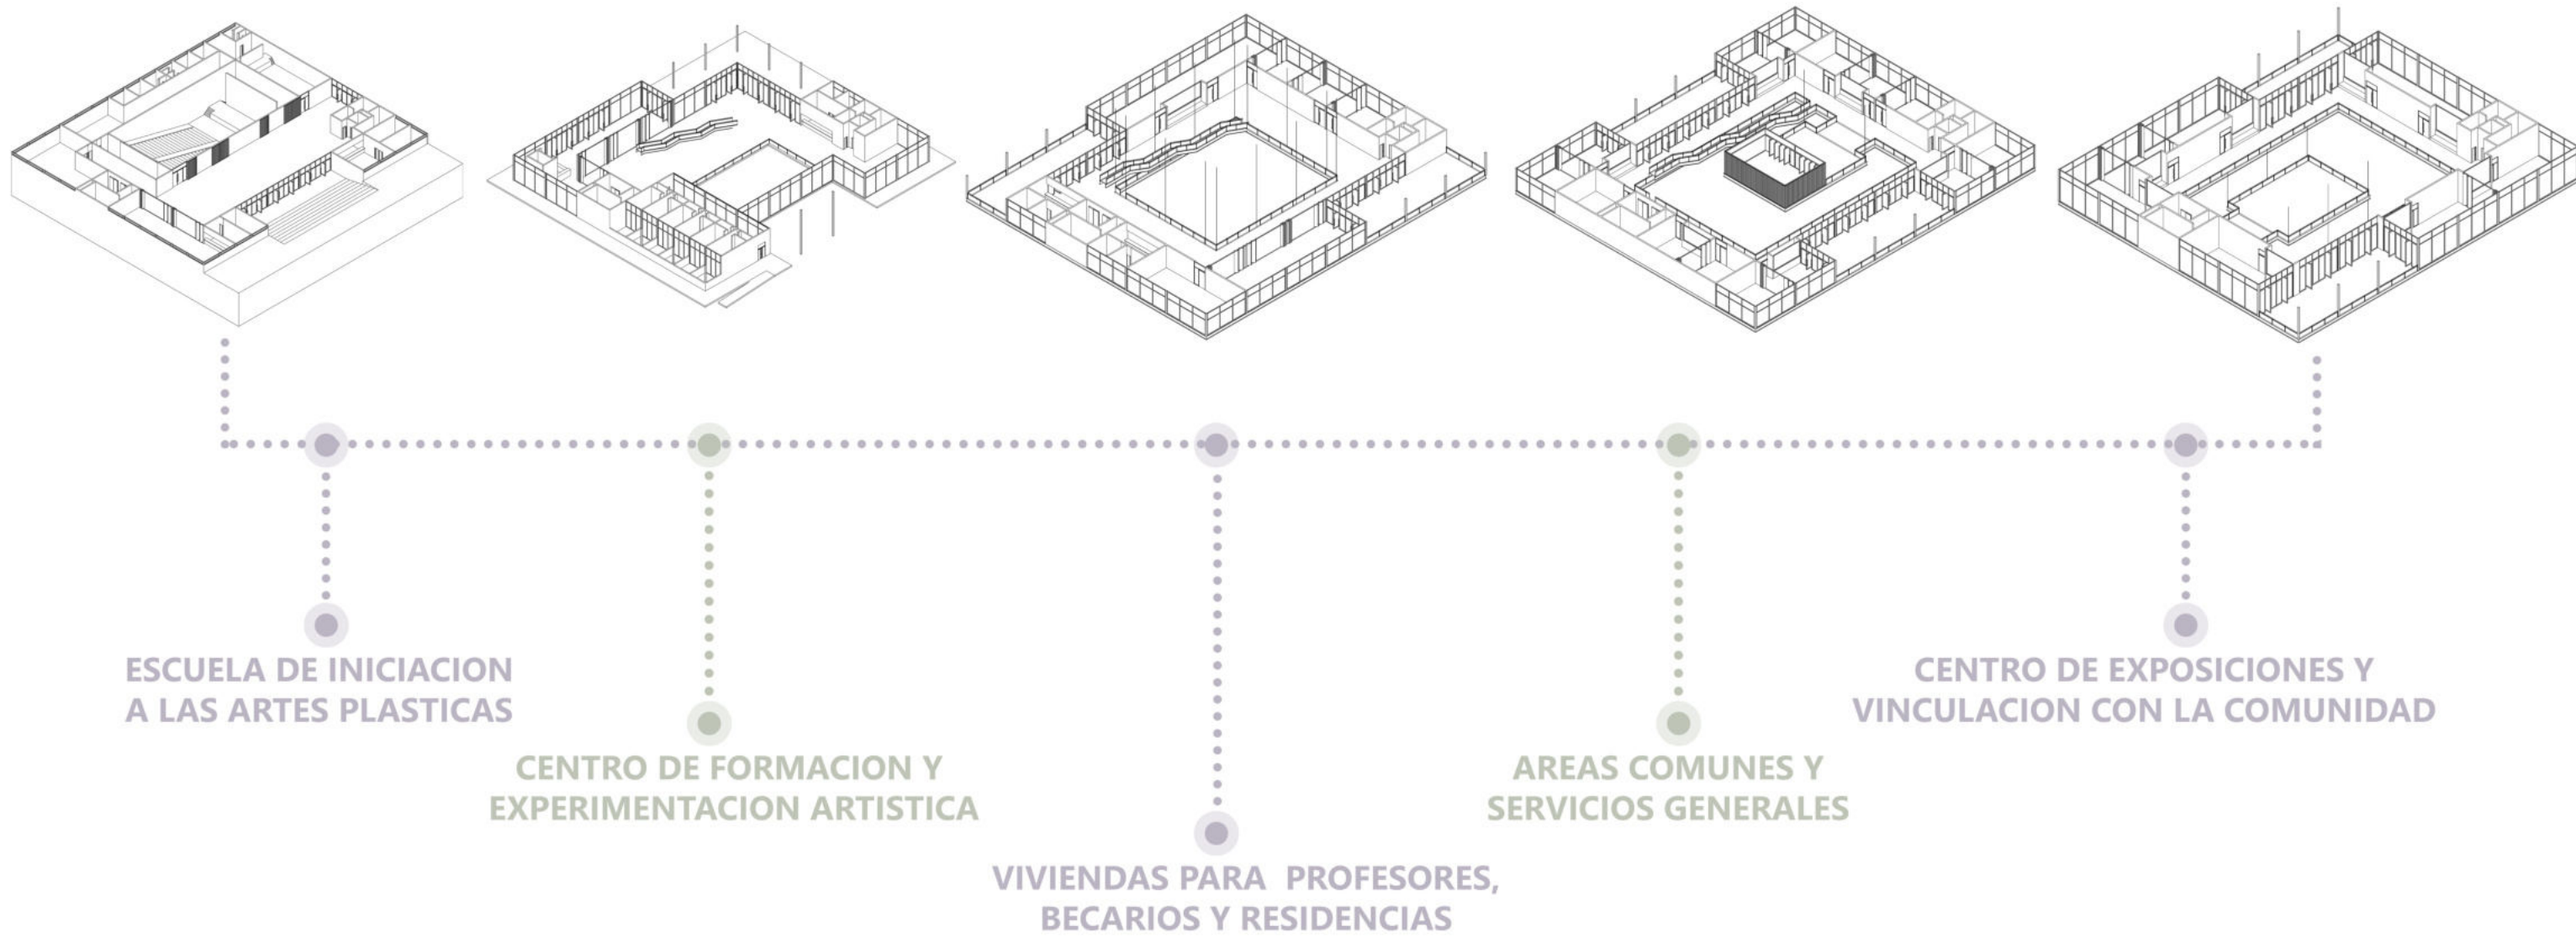 ESCUELA DE INICIACION
A LAS ARTES PLASTICAS
CENTRO DE FORMACION Y
EXPERIMENTACION ARTISTICA
VIVIENDAS PARA  PROFESORES,
BECARIOS Y RESIDENCIAS
AREAS COMUNES Y
SERVICIOS GENERALES
CENTRO DE EXPOSICIONES Y
VINCULACION CON LA COMUNIDAD